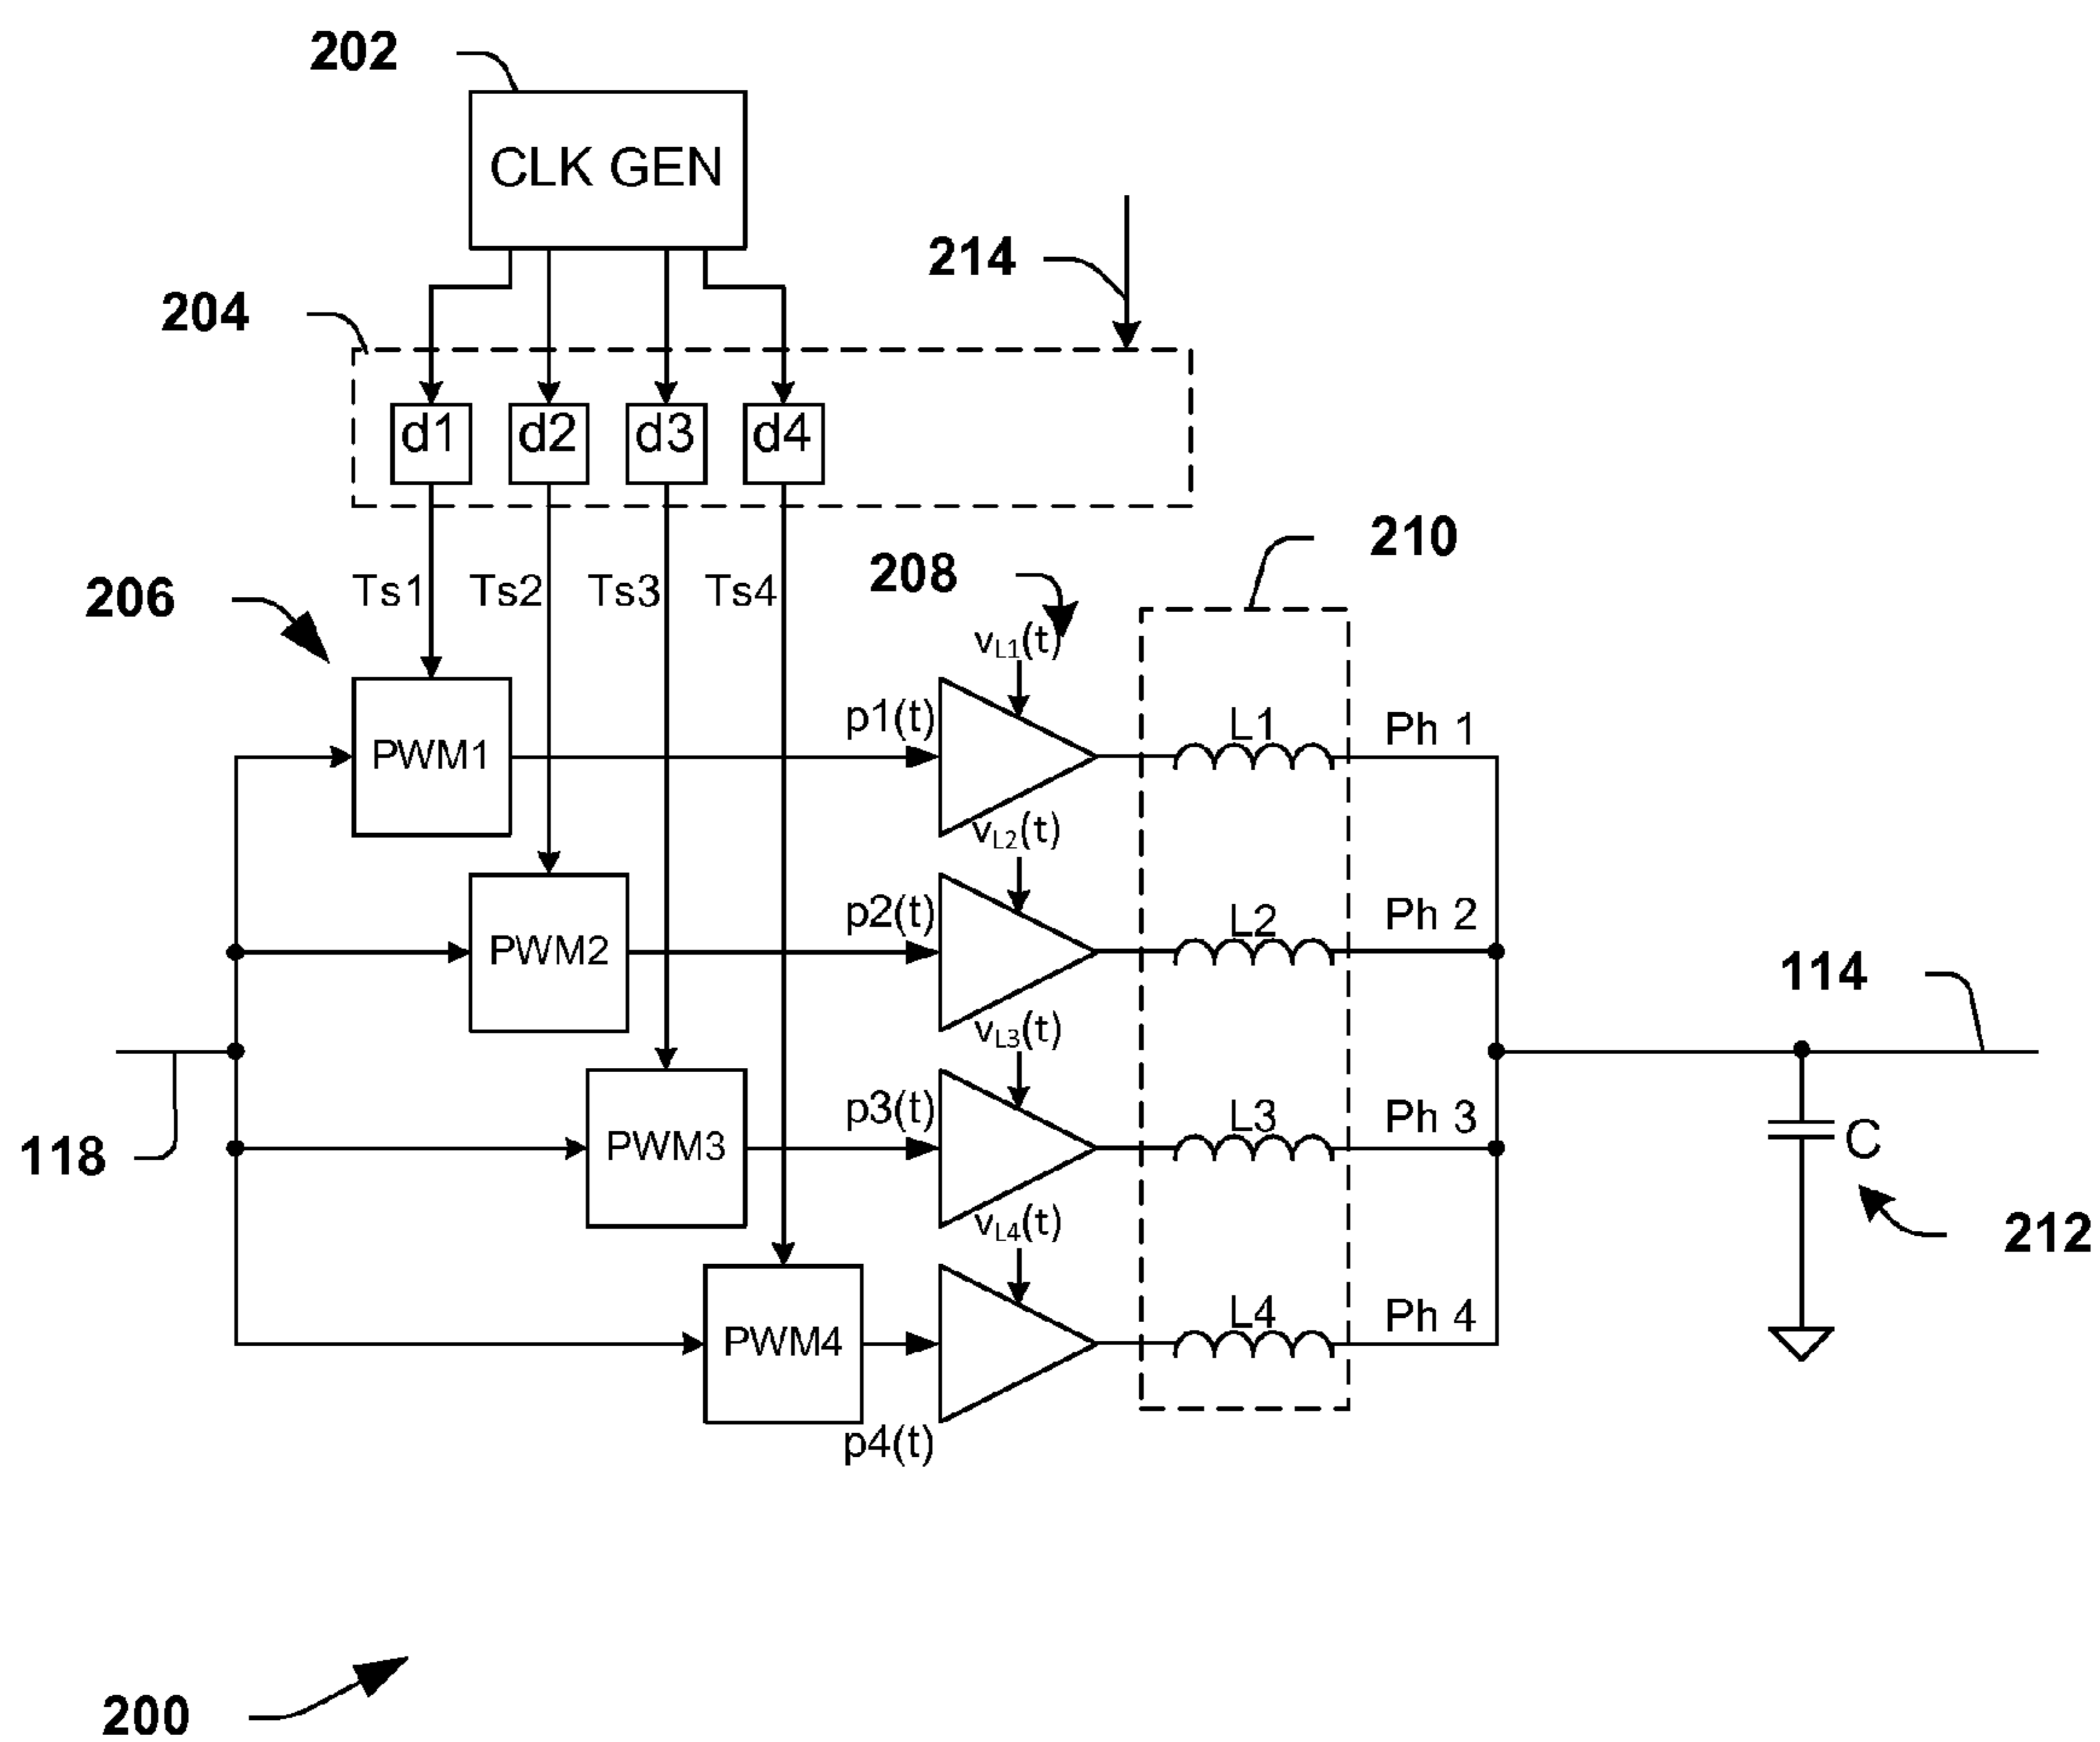 202
CLK GEN
214
204
d1 d2 d3 d4
210
208
206
Ts1 Ts2 Ts3 Ts4
vL1(t)
p1(t)
L1
Ph 1
PWM1
vL2(t)
p2(t)
L2
Ph 2
PWM2
114
vL3(t)
p3(t)
L3
Ph 3
118
PWM3
C
vL4(t)
212
L4
Ph 4
PWM4
p4(t)
200